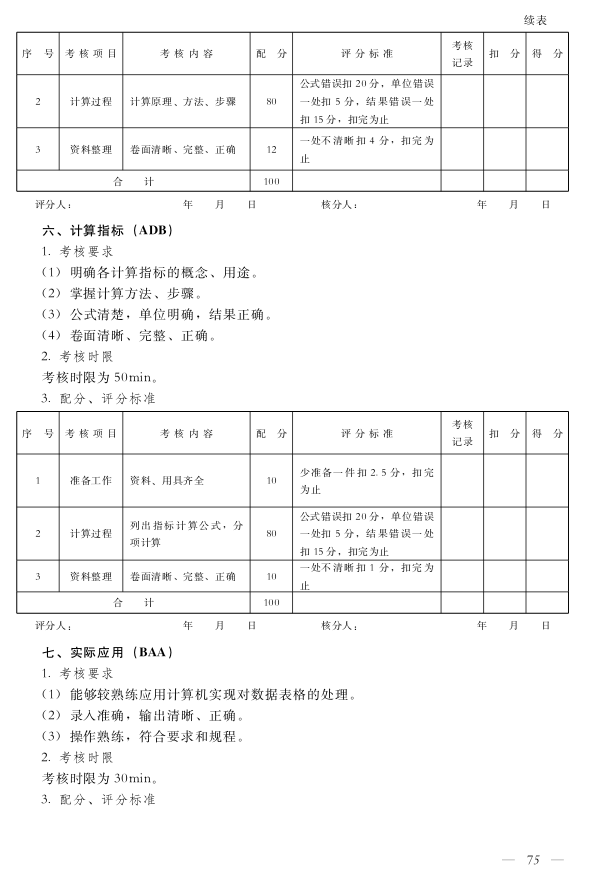 续表
序 号 考核项目 考核内容 配 分 评分标准 考核记录 扣 分 得 分
2 计算过程 计算原理、方法、步骤 80 公式错误扣 20 分，单位错误一处扣 5 分，结果错误一处扣 15 分，扣完为止
3 资料整理 卷面清晰、完整、正确 12 一处不清晰扣 4 分，扣完为止
合 计 100
评分人： 年 月 日 核分人： 年 月 日
六、计算指标（ADB）
1. 考核要求
（1）明确各计算指标的概念、用途。
（2）掌握计算方法、步骤。
（3）公式清楚，单位明确，结果正确。
（4）卷面清晰、完整、正确。
2. 考核时限
考核时限为 50min。
3. 配分、评分标准
序 号 考核项目 考核内容 配 分 评分标准 考核记录 扣 分 得 分
1 准备工作 资料、用具齐全 10 少准备一件扣 2.5 分，扣完为止
2 计算过程 列出指标计算公式，分项计算 80 公式错误扣 20 分，单位错误一处扣 5 分，结果错误一处扣 15 分，扣完为止
3 资料整理 卷面清晰、完整、正确 10 一处不清晰扣 1 分，扣完为止
合 计 100
评分人： 年 月 日 核分人： 年 月 日
七、实际应用（BAA）
1. 考核要求
（1）能够较熟练应用计算机实现对数据表格的处理。
（2）录入准确，输出清晰、正确。
（3）操作熟练，符合要求和规程。
2. 考核时限
考核时限为 30min。
3. 配分、评分标准
— 75 —